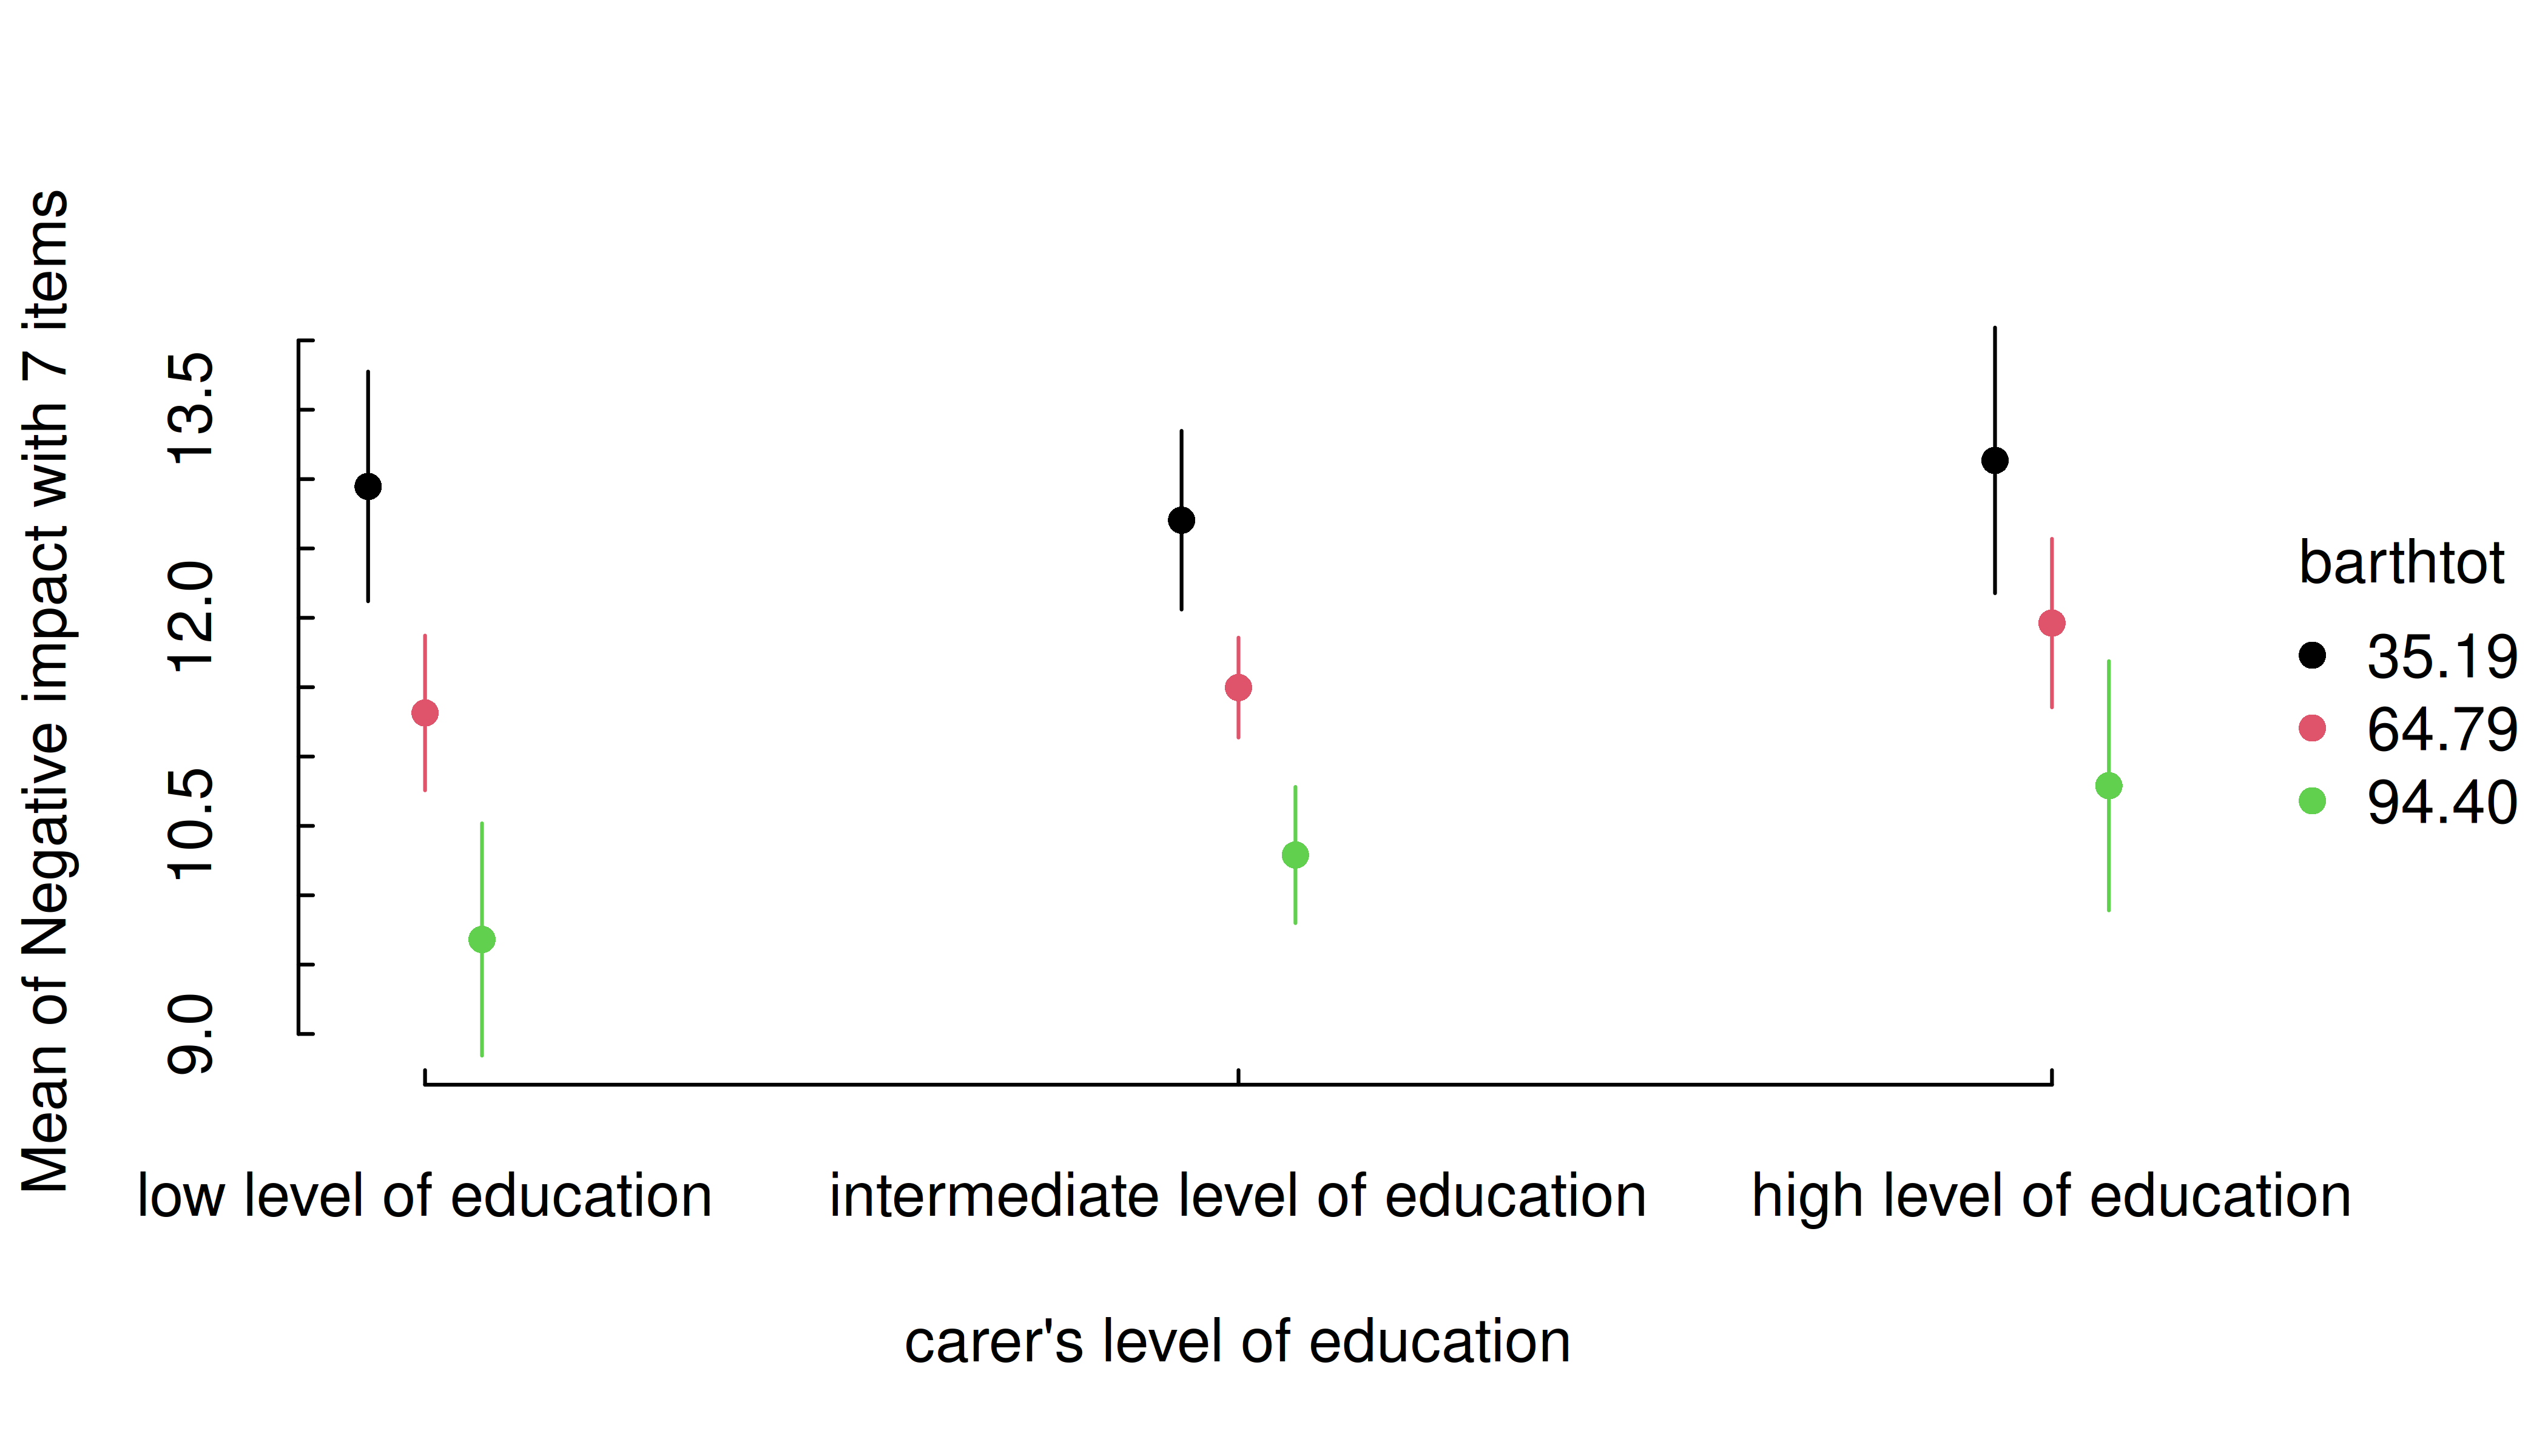 Mean of Negative impact with 7 items
13.5
12.0
10.5
9.0
low level of education
intermediate level of education
high level of education
carer's level of education
barthtot
35.19
64.79
94.40